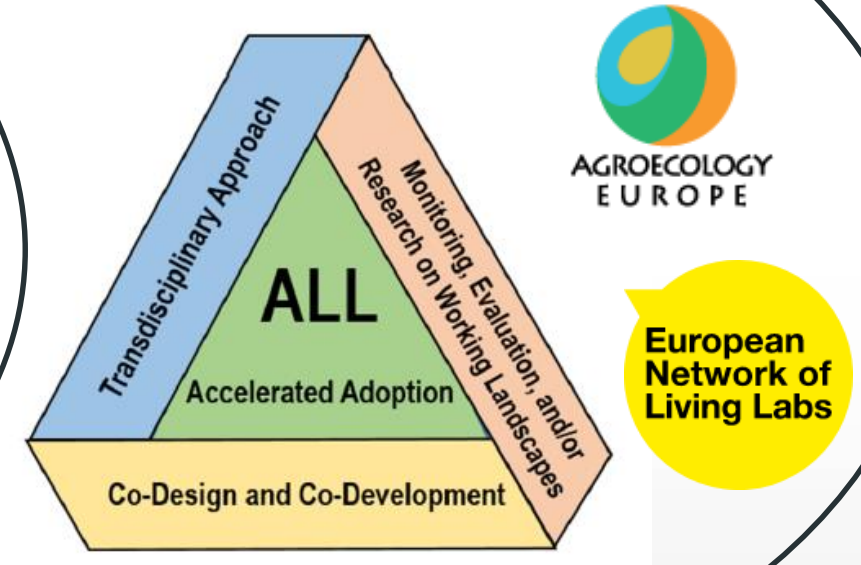 Transdisciplinary Approach
Monitoring, Evaluation, and/or
Research on Working Landscapes
ALL
Accelerated Adoption
Co-Design and Co-Development
AGROECOLOGY
EUROPE
European
Network of
Living Labs